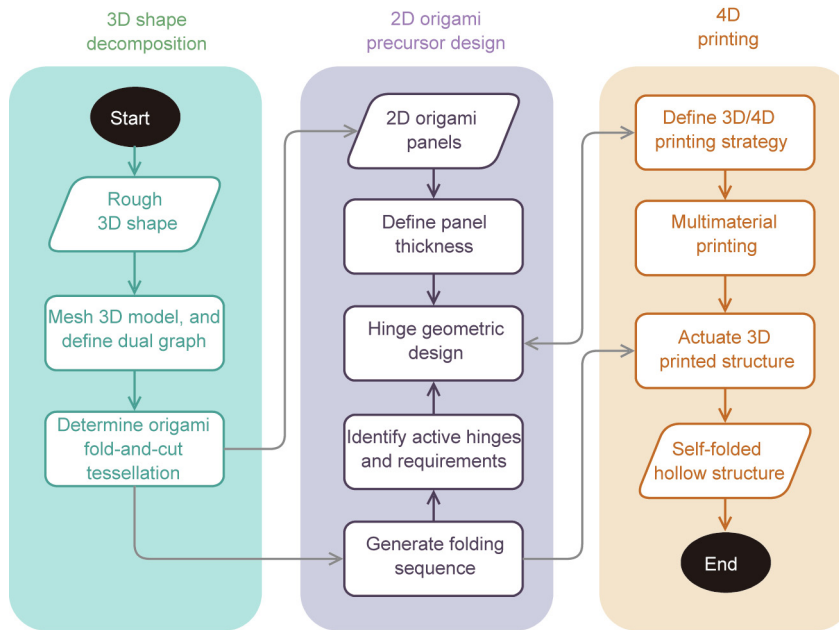 3D shape
decomposition
Start
Rough
3D shape
Mesh 3D model, and
define dual graph
Determine origami
fold-and-cut
tessellation
2D origami
precursor design
2D origami
panels
Define panel
thickness
Hinge geometric
design
Identify active hinges
and requirements
Generate folding
sequence
4D
printing
Define 3D/4D
printing strategy
Multimaterial
printing
Actuate 3D
printed structure
Self-folded
hollow structure
End